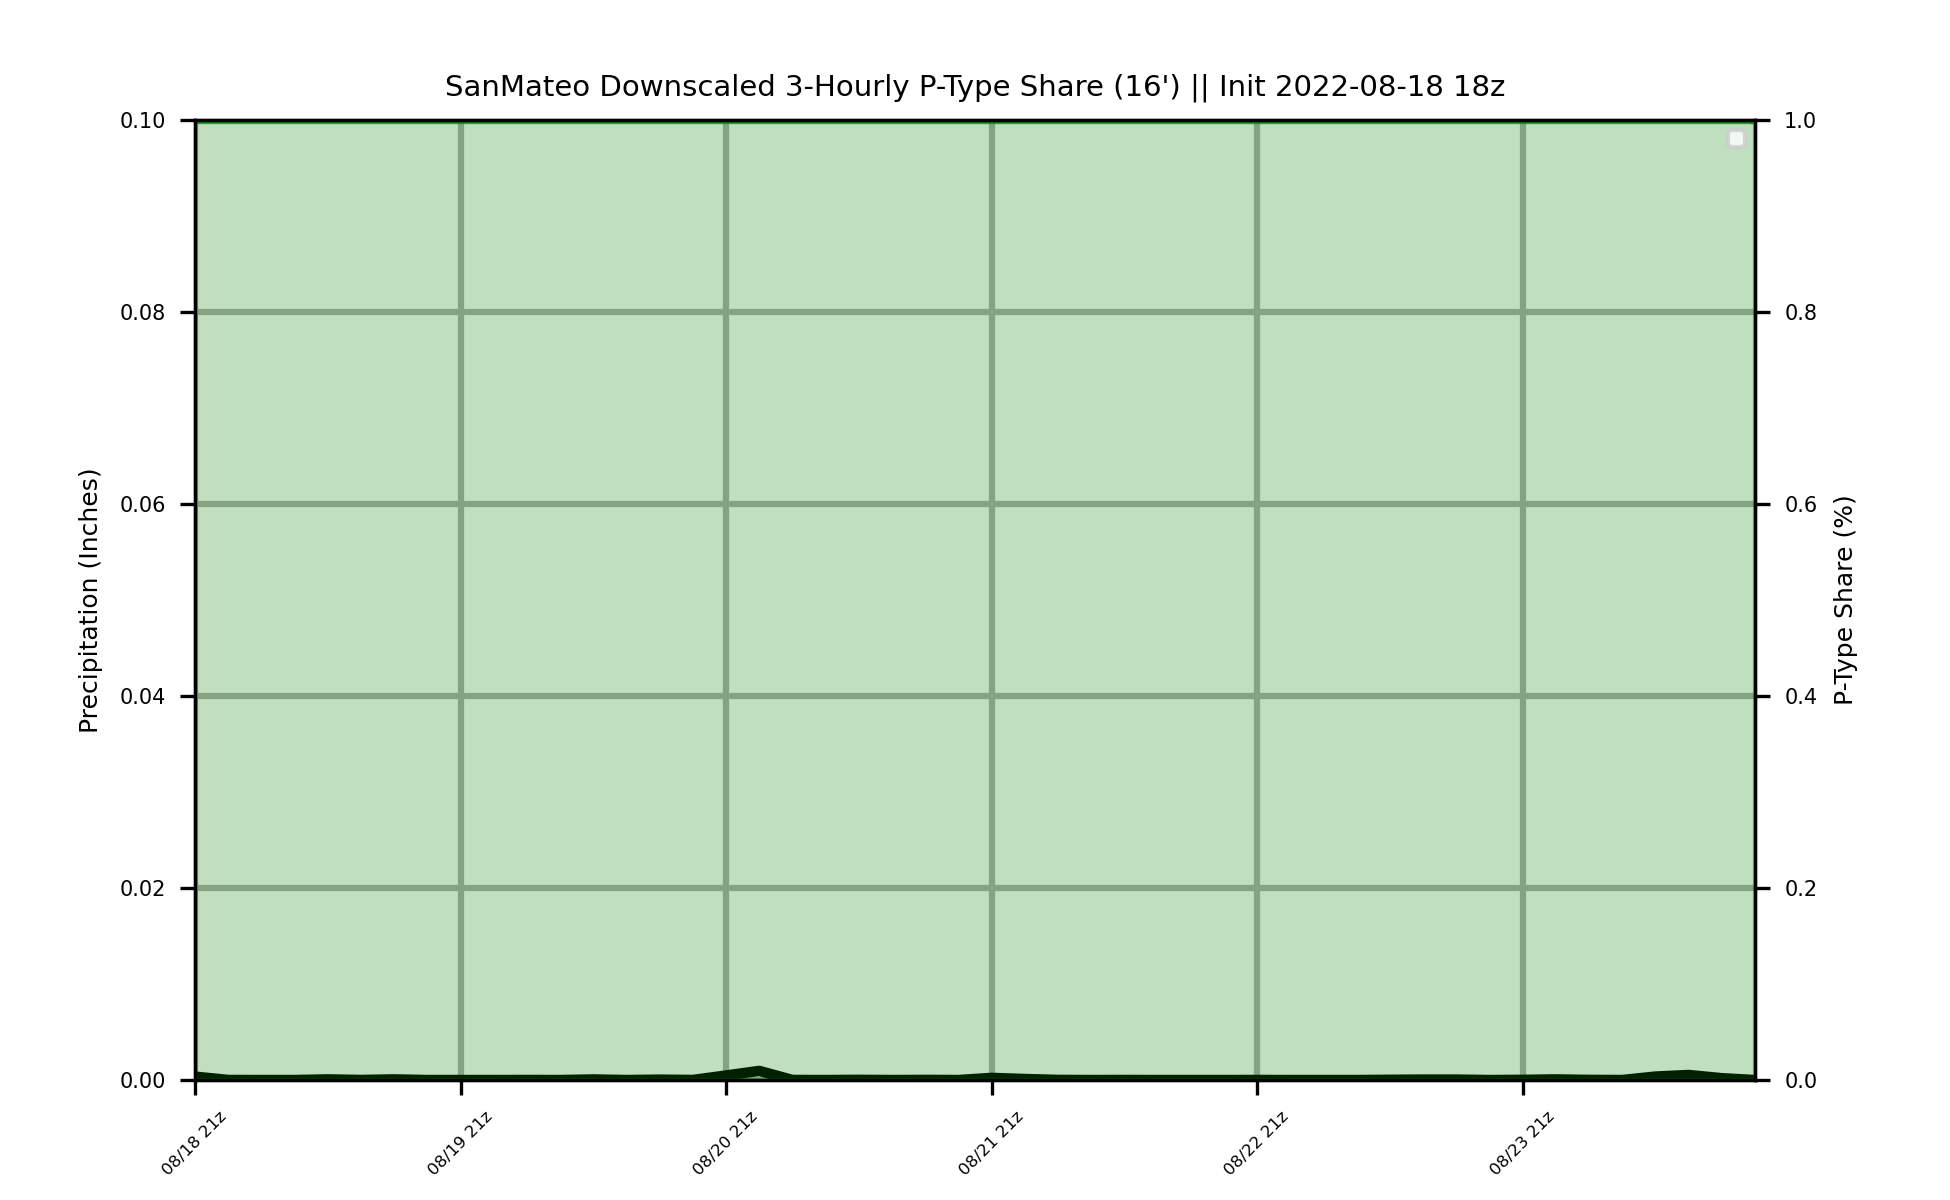 SanMateo Downscaled 3-Hourly P-Type Share (16') || Init 2022-08-18 18z
Precipitation (Inches)
0.10
0.08
0.06
0.04
0.02
0.00
1.0
0.8
0.6
0.4
0.2
0.0
P-Type Share (%)
08/18 21z
08/19 21z
08/20 21z
08/21 21z
08/22 21z
08/23 21z